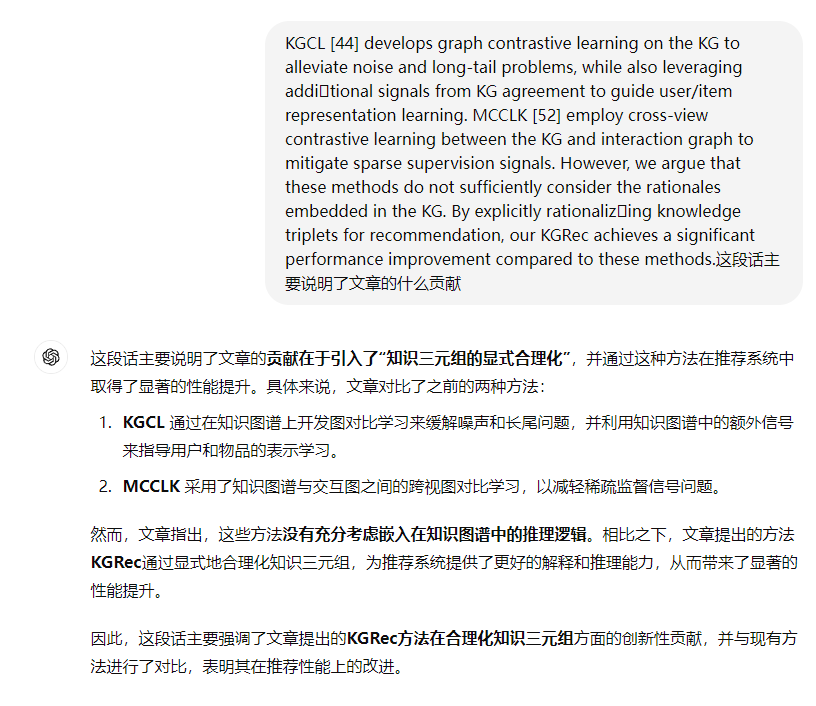 KGCL [44] develops graph contrastive learning on the KG to
alleviate noise and long-tail problems, while also leveraging
addi▯tional signals from KG agreement to guide user/item
representation learning. MCCLK [52] employ cross-view
contrastive learning between the KG and interaction graph to
mitigate sparse supervision signals. However, we argue that
these methods do not sufficiently consider the rationales
embedded in the KG. By explicitly rationaliz▯ing knowledge
triplets for recommendation, our KGRec achieves a significant
performance improvement compared to these methods.这段话主
要说明了文章的什么贡献
这段话主要说明了文章的贡献在于引入了“知识三元组的显式合理化”，并通过这种方法在推荐系统中
取得了显著的性能提升。具体来说，文章对比了之前的两种方法：
1. KGCL 通过在知识图谱上开发图对比学习来缓解噪声和长尾问题，并利用知识图谱中的额外信号
来指导用户和物品的表示学习。
2. MCCLK 采用了知识图谱与交互图之间的跨视图对比学习，以减轻稀疏监督信号问题。
然而，文章指出，这些方法没有充分考虑嵌入在知识图谱中的推理逻辑。相比之下，文章提出的方法
KGRec通过显式地合理化知识三元组，为推荐系统提供了更好的解释和推理能力，从而带来了显著的
性能提升。
因此，这段话主要强调了文章提出的KGRec方法在合理化知识三元组方面的创新性贡献，并与现有方
法进行了对比，表明其在推荐性能上的改进。